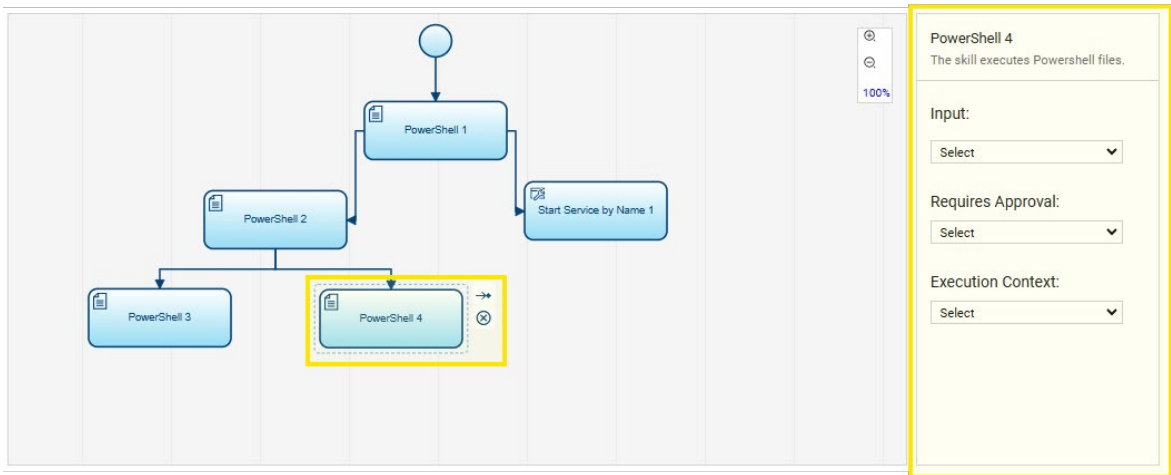 PowerShell 1
PowerShell 2
Start Service by Name 1
PowerShell 3
PowerShell 4
100%
PowerShell 4
The skill executes Powershell files.
Input:
Select
Requires Approval:
Select
Execution Context:
Select